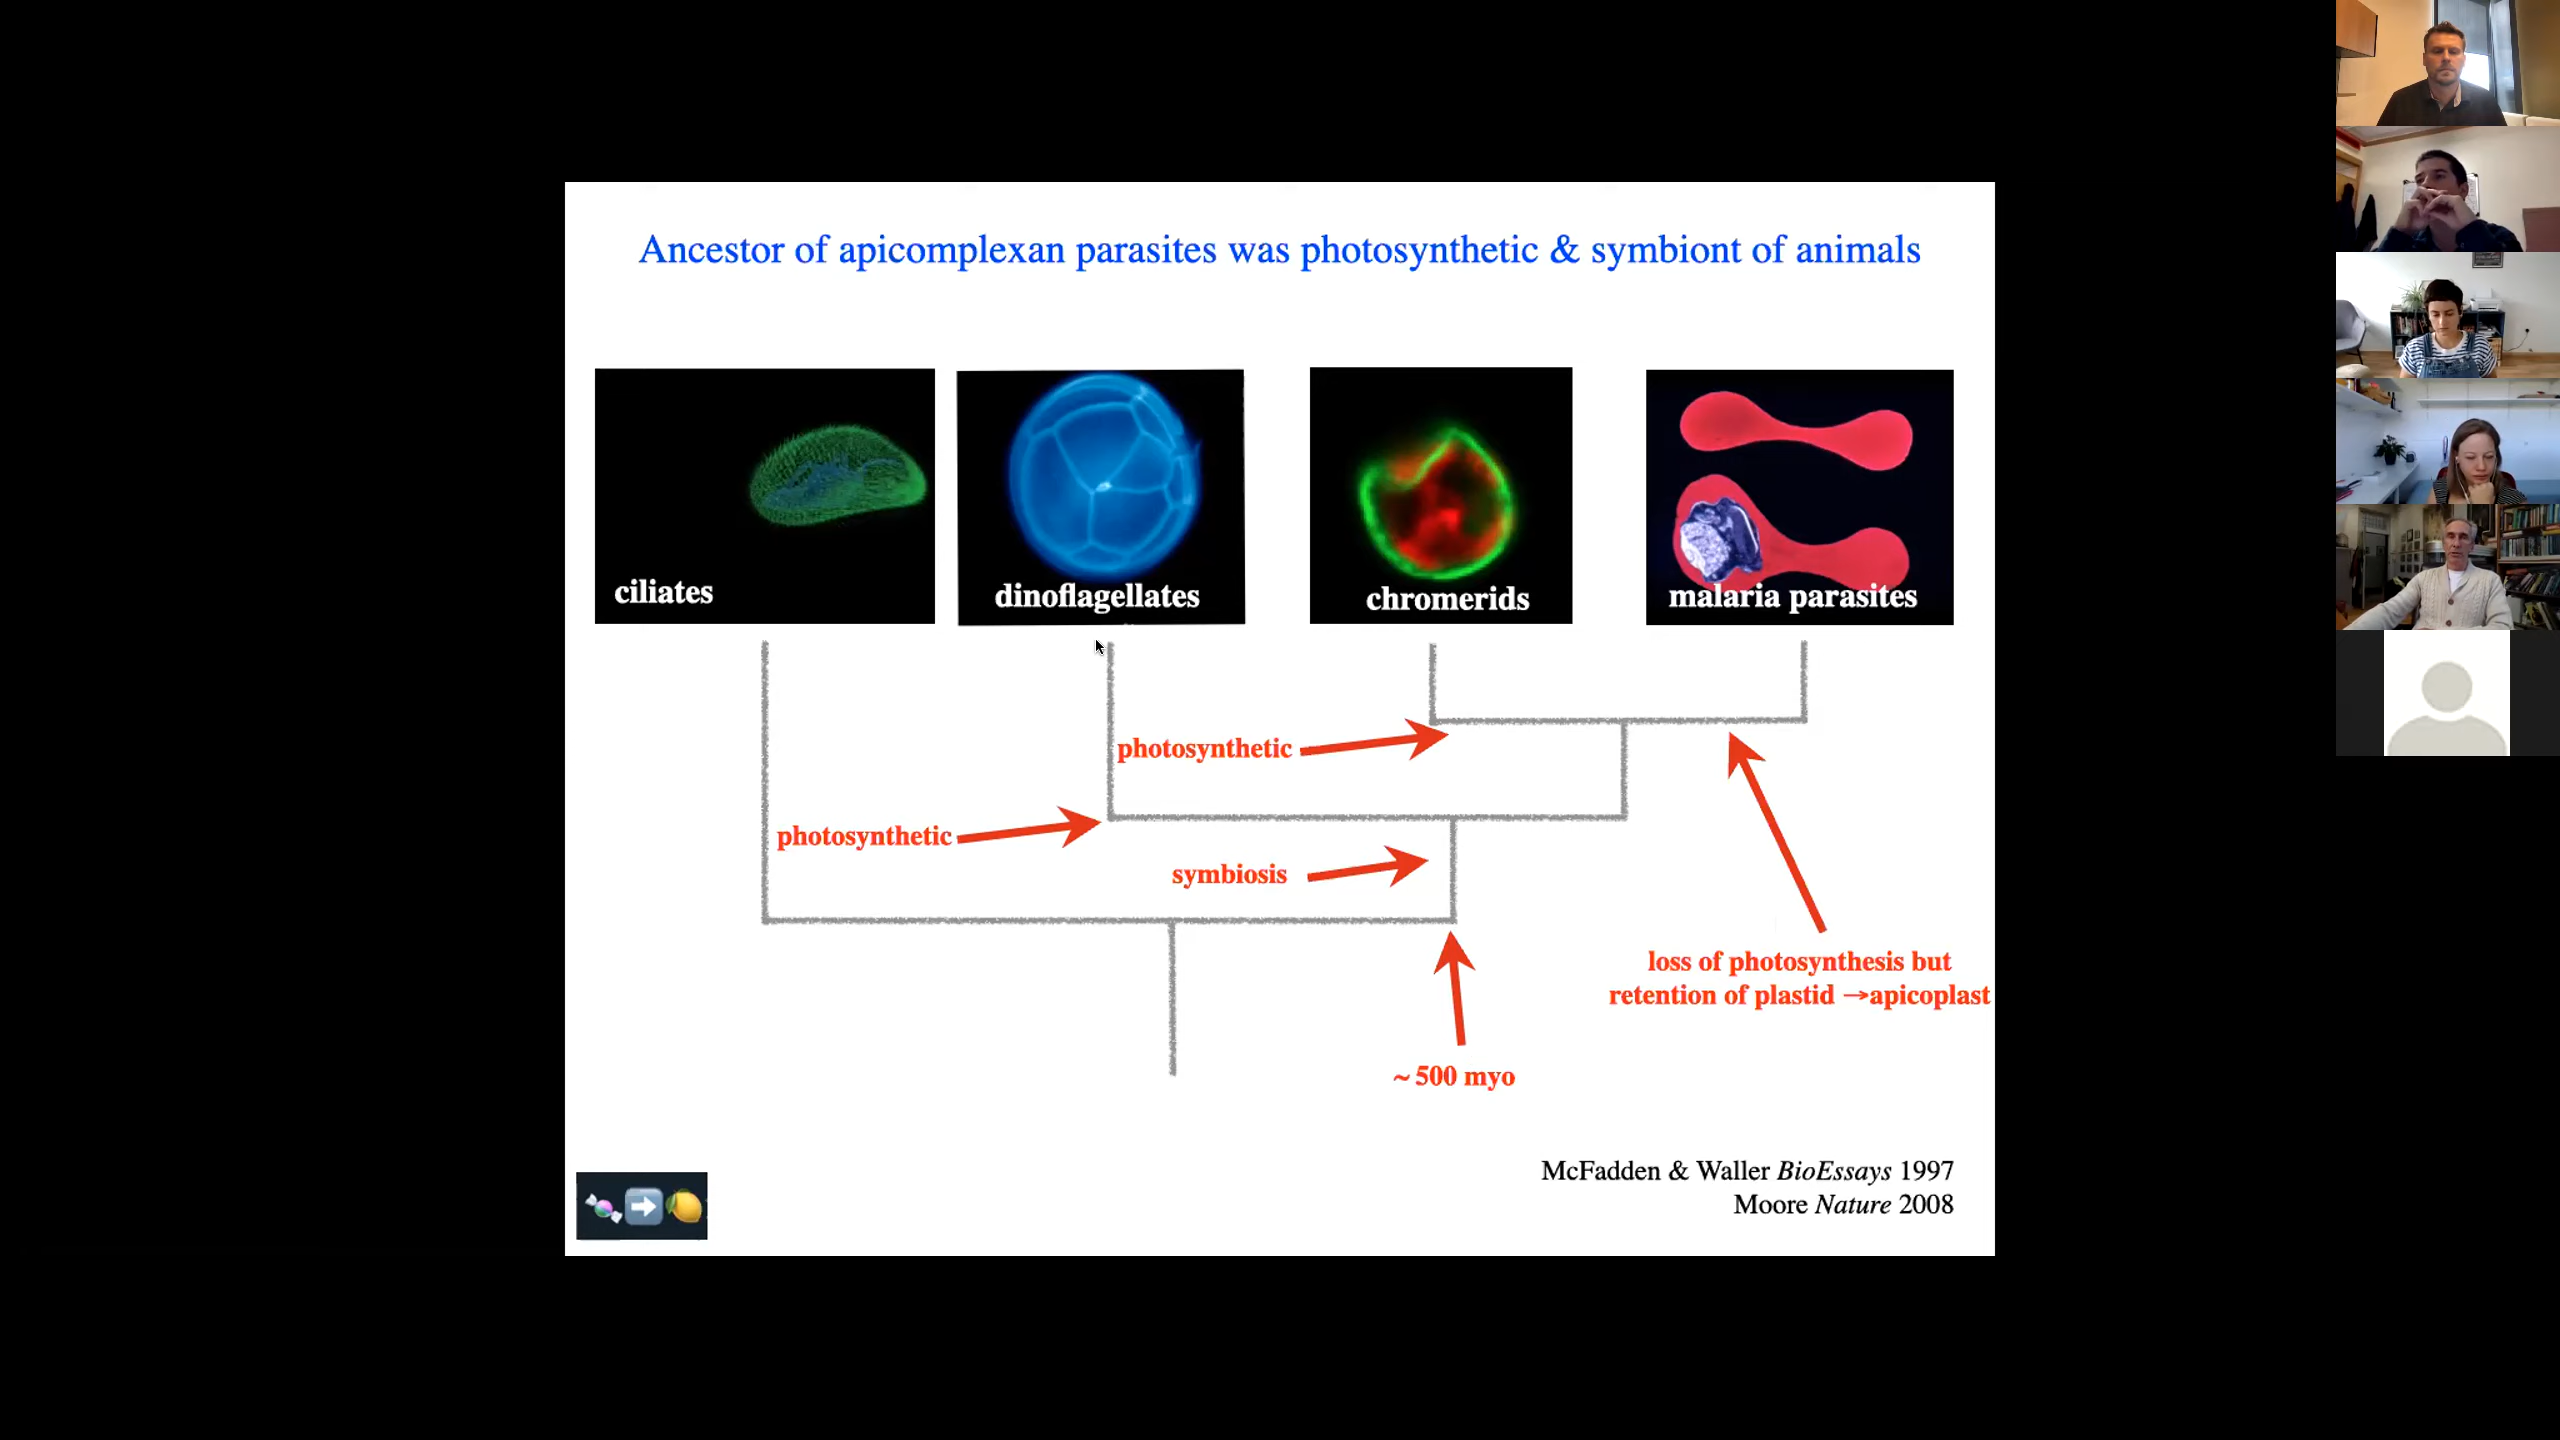 Ancestor of apicomplexan parasites was photosynthetic & symbiont of animals
ciliates
dinoflagellates
chromerids
malaria parasites
photosynthetic
photosynthetic
symbiosis
loss of photosynthesis but
retention of plastid →apicoplast
~ 500 myo
McFadden & Waller BioEssays 1997
Moore Nature 2008